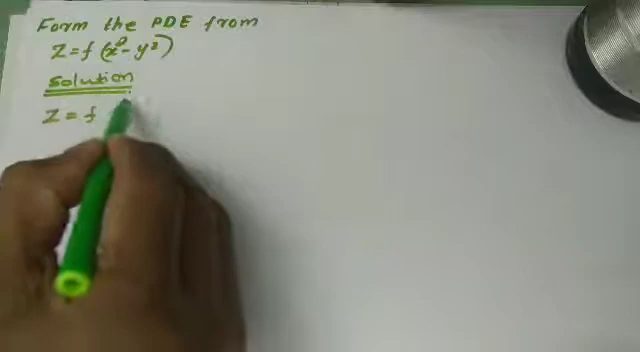 Form the PDE from
Z = f (x² - y²)
Solution
Z = f